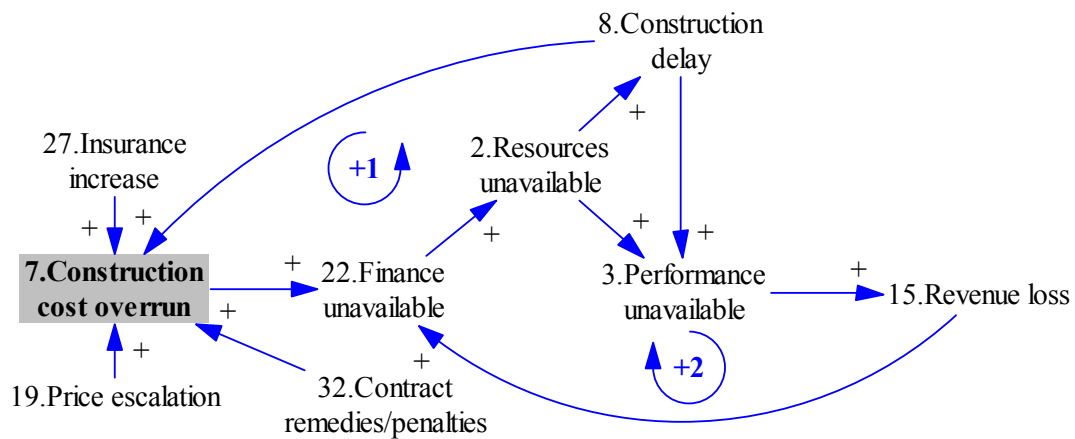 8.Construction
delay
+
27.Insurance
increase
+1
2.Resources
unavailable
+
+
+
+
+
+
7.Construction
cost overrun
+
22.Finance
unavailable
3.Performance
unavailable
+
15.Revenue loss
+
+
+
+2
19.Price escalation
32.Contract
remedies/penalties